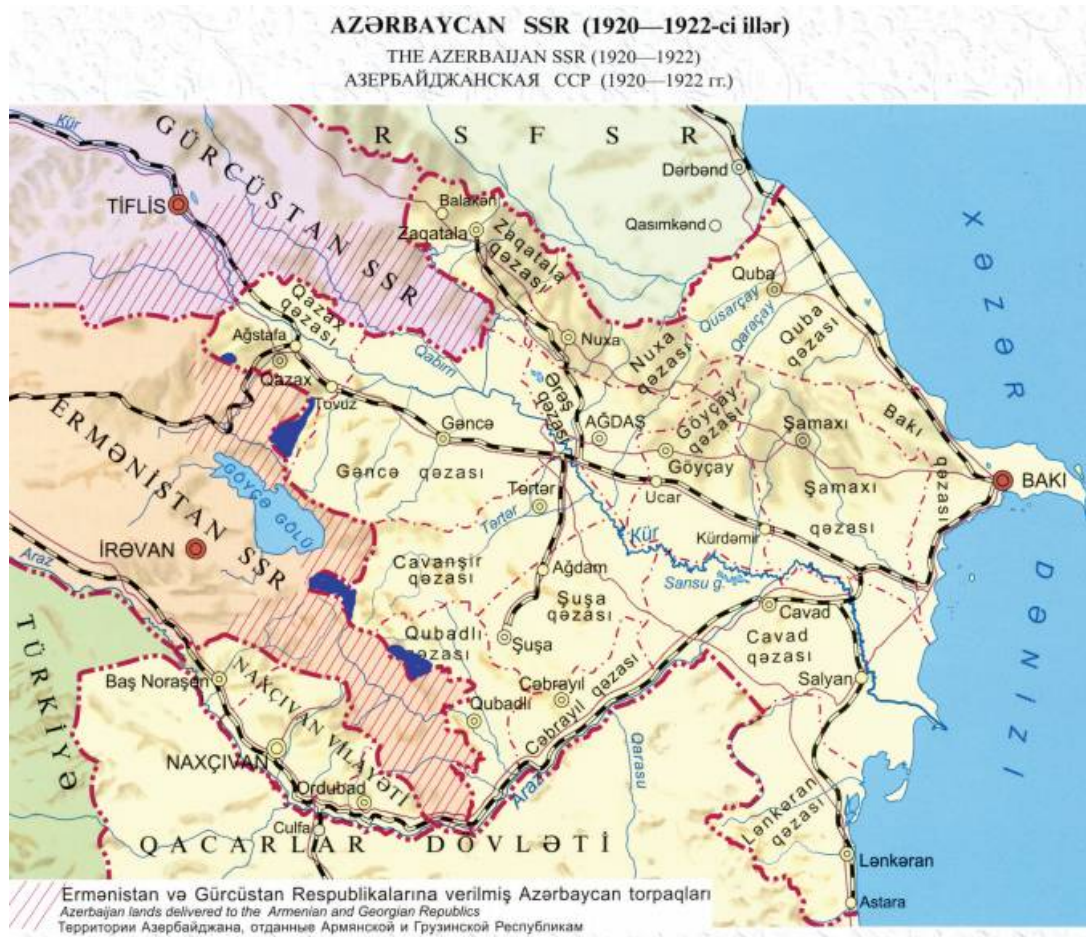 AZƏRBAYCAN SSR (1920—1922-ci illər)
THE AZERBAIJAN SSR (1920—1922)
АЗЕРБАЙДЖАНСКАЯ ССР (1920—1922 гг.)
Kür
GÜRCÜSTAN SSR
RSFSR
Dərbənd
TİFLİS
Balakən
Zaqatala
Zaqatala qəzası
Qasımkənd
XəZəR DəNİZİ
Quba
Qusarçay
Qaraçay
Quba qəzası
Qazax qəzası
Ağstafa
Qazax
Tovuz
Qabırrı
Nuxa
Nuxa qəzası
Ərəş qəzası
AĞDAŞ
Göyçay qəzası
Göyçay
Şamaxı
Bakı qəzası
BAKI
Gəncə
Gəncə qəzası
Ucar
Şamaxı qəzası
ERMƏNİSTAN SSR
GÖYÇƏ GÖLÜ
İRƏVAN
Tərtər
Tərtər
Kür
Kürdəmir
Araz
Cavanşir qəzası
Ağdam
Şuşa qəzası
Sarısu g.
Cavad
Cavad qəzası
Qubadlı qəzası
Şuşa
Salyan
TÜRKİYƏ
Baş Noraşen
NAXÇIVAN VİLAYƏTİ
NAXÇIVAN
Cəbrayıl
Qubadlı
Cəbrayıl qəzası
Qarasu
Ordubad
Araz
Culfa
QACARLAR DÖVLƏTİ
Lənkəran qəzası
Lənkəran
Astara
Ermənistan və Gürcüstan Respublikalarına verilmiş Azərbaycan torpaqları
Azerbaijan lands delivered to the Armenian and Georgian Republics
Территории Азербайджана, отданные Армянской и Грузинской Республикам